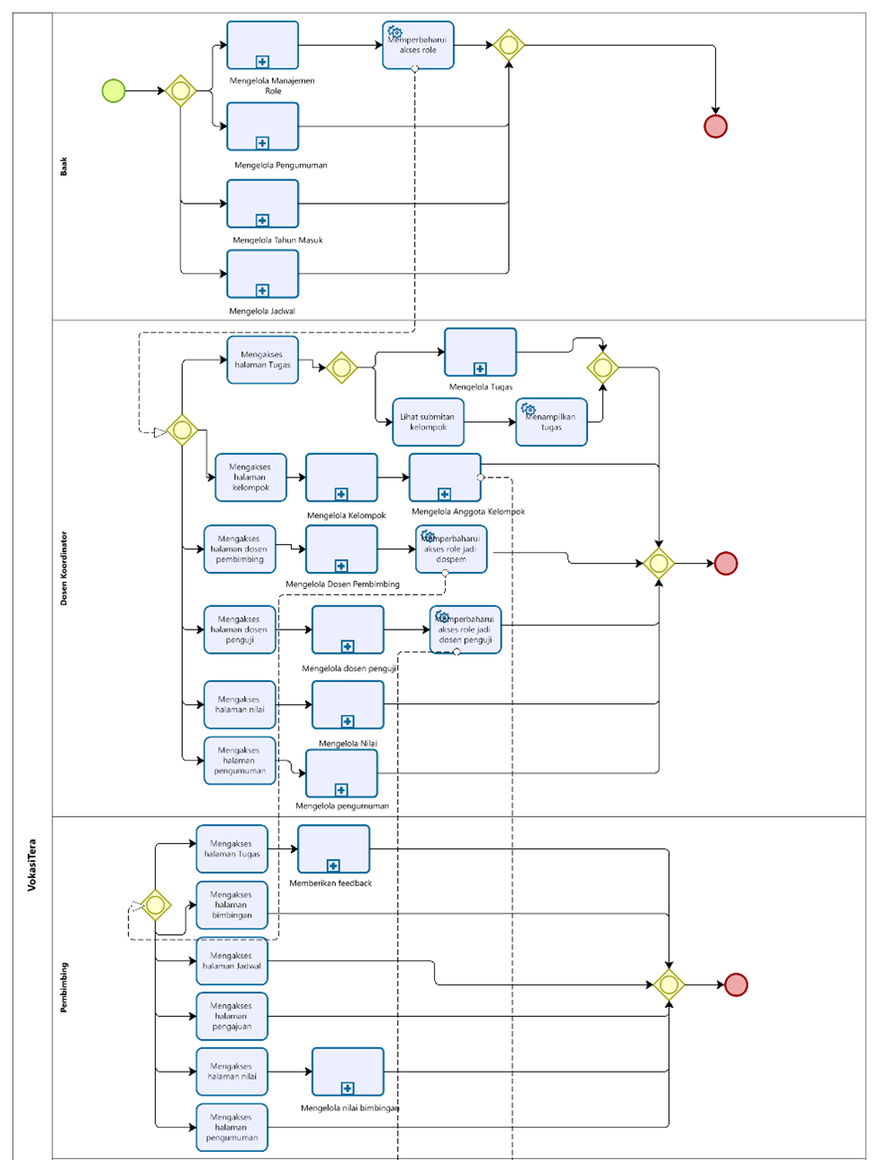 VokasiTera
Baak
Mengelola Manajemen
Role
Memperbaharui
akses role
Mengelola Pengumuman
Mengelola Tahun Masuk
Mengelola Jadwal
Dosen Koordinator
Mengakses
halaman Tugas
Mengelola Tugas
Lihat submitan
kelompok
Menampilkan
tugas
Mengakses
halaman
kelompok
Mengelola Kelompok
Mengelola Anggota Kelompok
Mengakses
halaman dosen
pembimbing
Mengelola Dosen Pembimbing
Memperbaharui
akses role jadi
dospem
Mengakses
halaman dosen
penguji
Mengelola dosen penguji
Memperbaharui
akses role jadi
dosen penguji
Mengakses
halaman nilai
Mengelola Nilai
Mengakses
halaman
pengumuman
Mengelola pengumuman
Pembimbing
Mengakses
halaman Tugas
Memberikan feedback
Mengakses
halaman
bimbingan
Mengakses
halaman Jadwal
Mengakses
halaman
pengajuan
Mengakses
halaman nilai
Mengelola nilai bimbingan
Mengakses
halaman
pengumuman